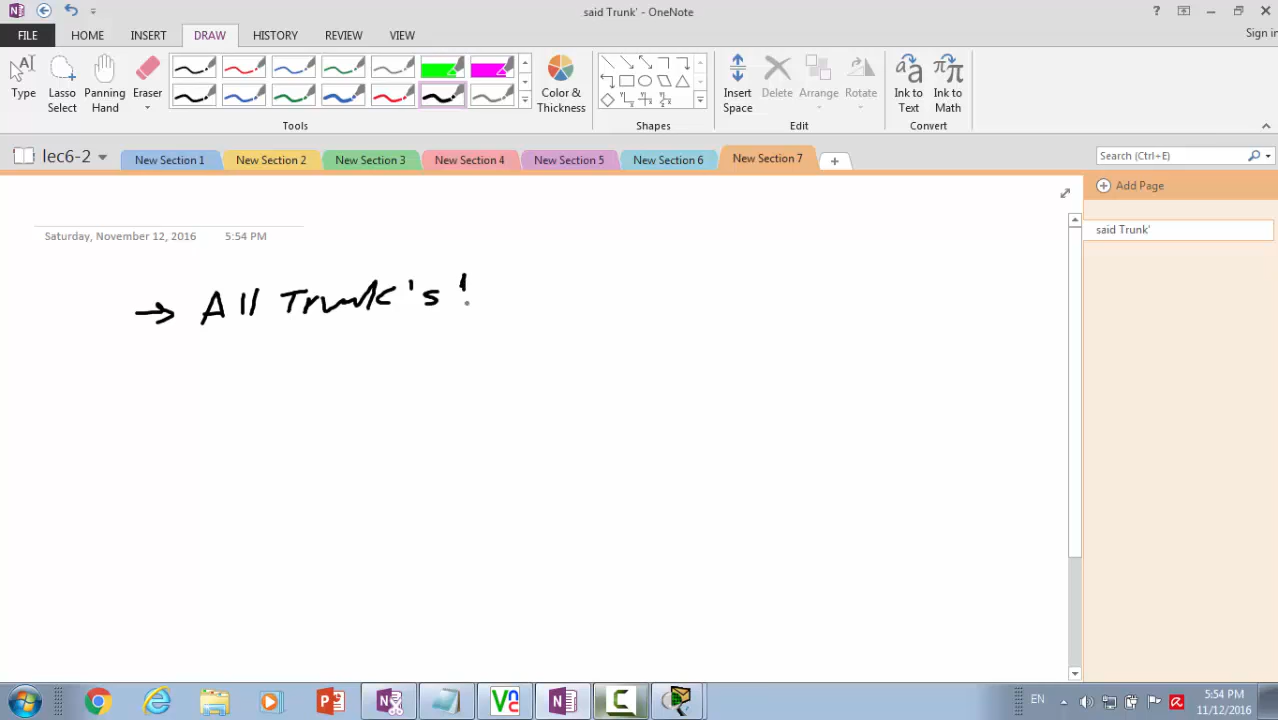 said Trunk' - OneNote
FILE HOME INSERT DRAW HISTORY REVIEW VIEW Sign in
Type Lasso Select Panning Hand Eraser Color & Thickness Insert Space Delete Arrange Rotate Ink to Text Ink to Math
Tools Shapes Edit Convert
lec6-2 New Section 1 New Section 2 New Section 3 New Section 4 New Section 5 New Section 6 New Section 7 Search (Ctrl+E)
Add Page
said Trunk'
Saturday, November 12, 2016 5:54 PM
→ All Trunk's !
EN 5:54 PM
11/12/2016